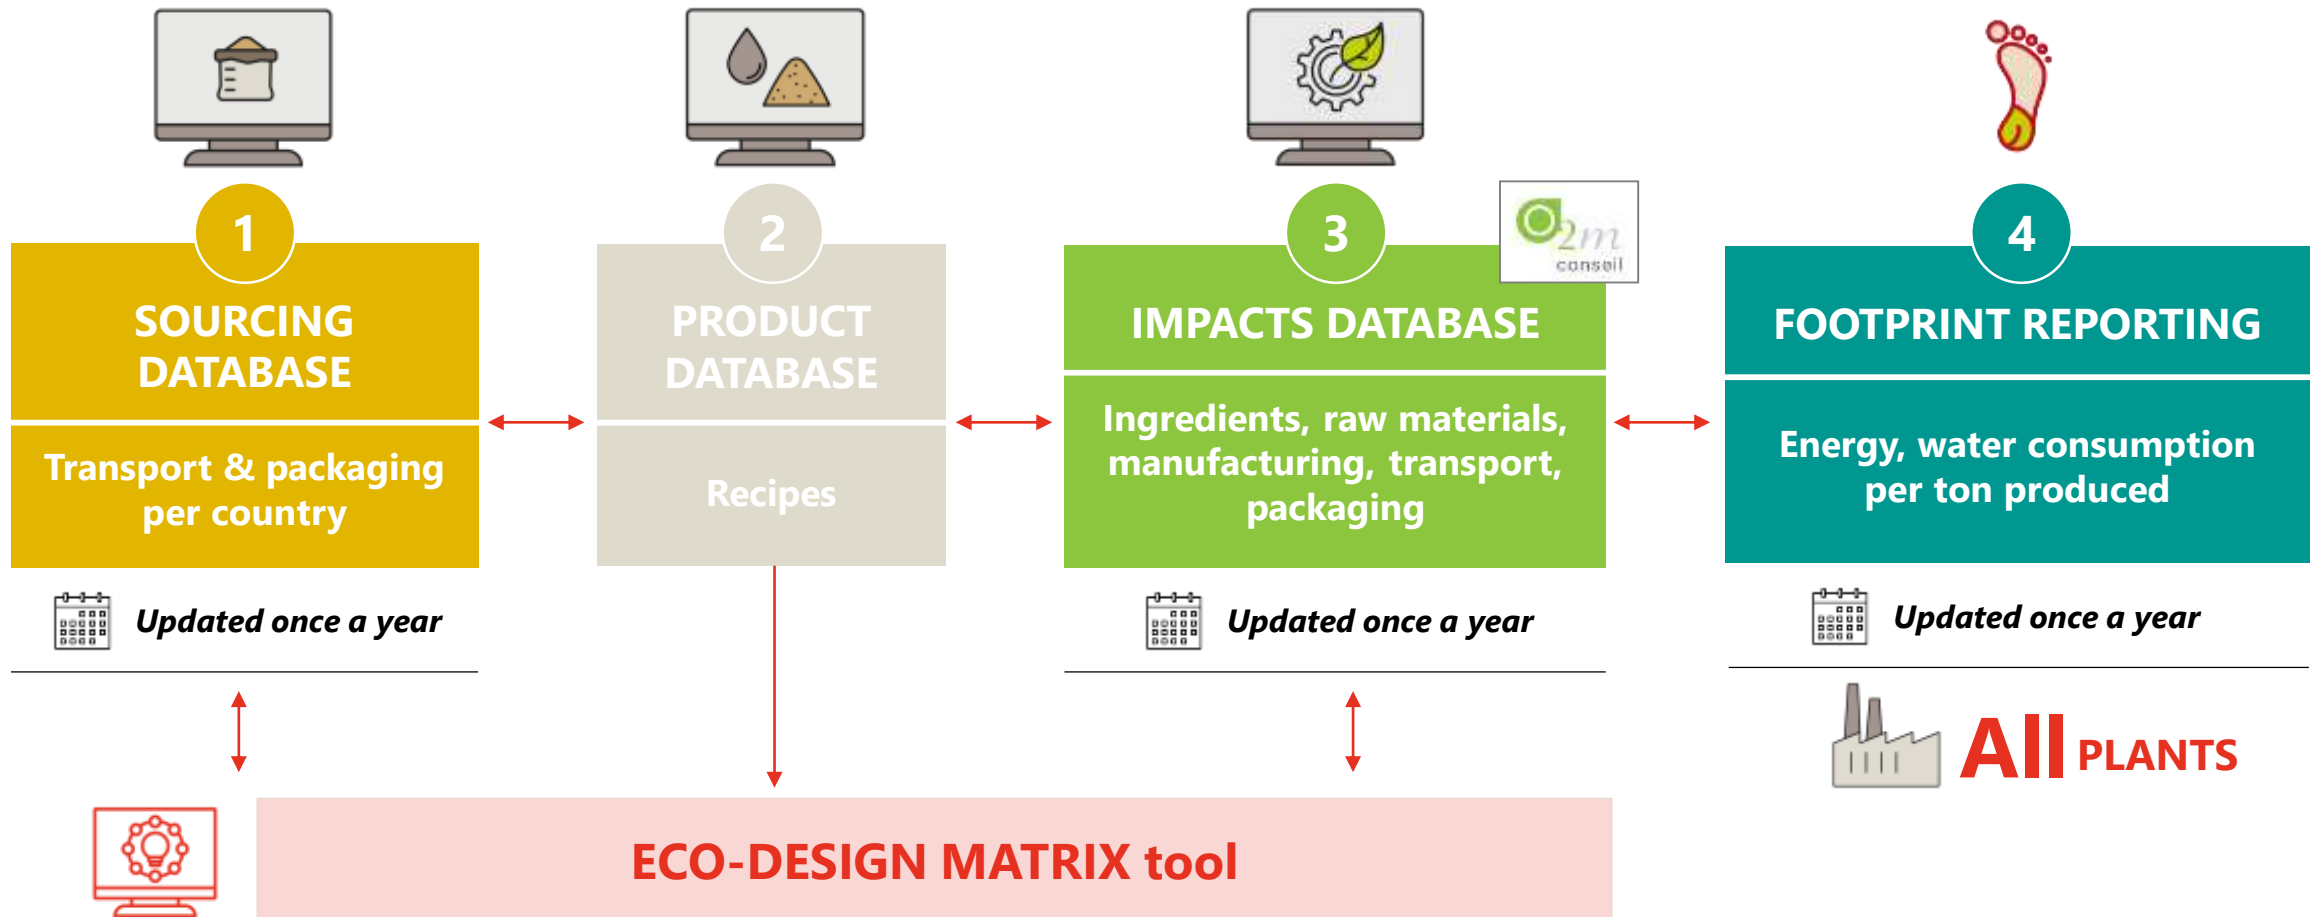 1
SOURCING
DATABASE
Transport & packaging
per country
Updated once a year
2
PRODUCT
DATABASE
Recipes
3
O2m
conseil
IMPACTS DATABASE
Ingredients, raw materials,
manufacturing, transport,
packaging
Updated once a year
4
FOOTPRINT REPORTING
Energy, water consumption
per ton produced
Updated once a year
All PLANTS
ECO-DESIGN MATRIX tool